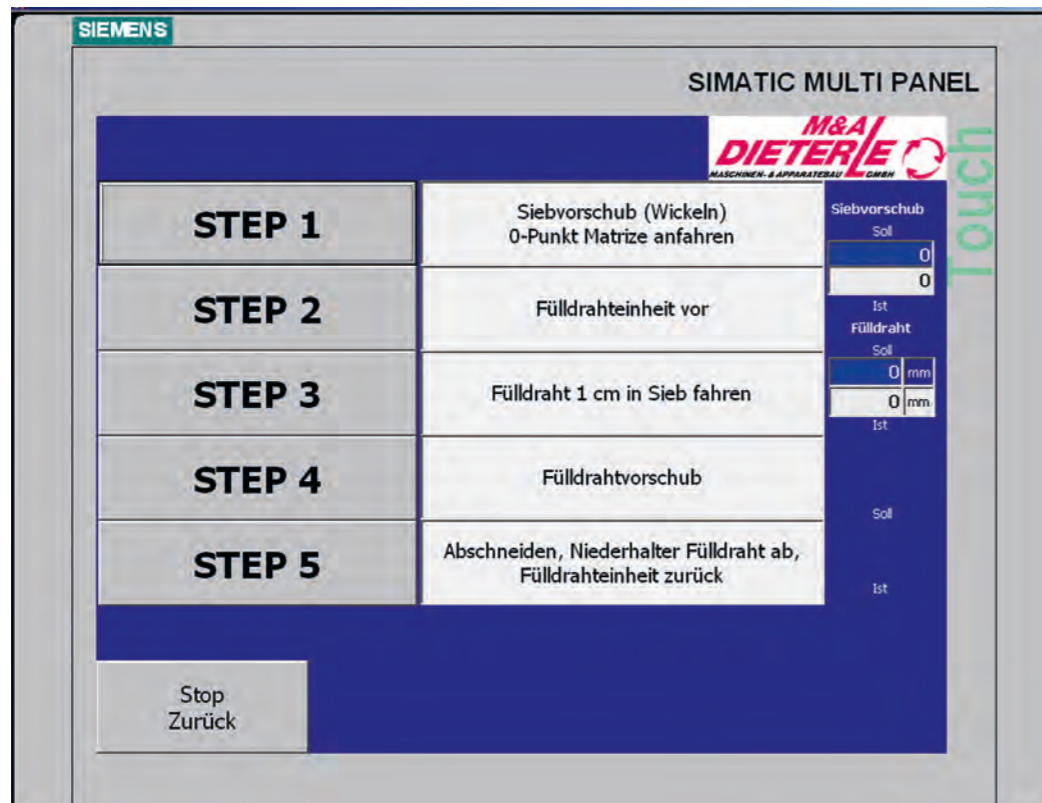 SIEMENS
SIMATIC MULTI PANEL
Touch
M&A
DIETERLE
MASCHINEN- & APPARATEBAU GMBH
STEP 1
Siebvorschub (Wickeln)
0-Punkt Matrize anfahren
STEP 2
Fülldrahteinheit vor
STEP 3
Fülldraht 1 cm in Sieb fahren
STEP 4
Fülldrahtvorschub
STEP 5
Abschneiden, Niederhalter Fülldraht ab,
Fülldrahteinheit zurück
Siebvorschub
Soll
0
0
Ist
Fülldraht
Soll
0 mm
0 mm
Ist
Soll
Ist
Stop
Zurück